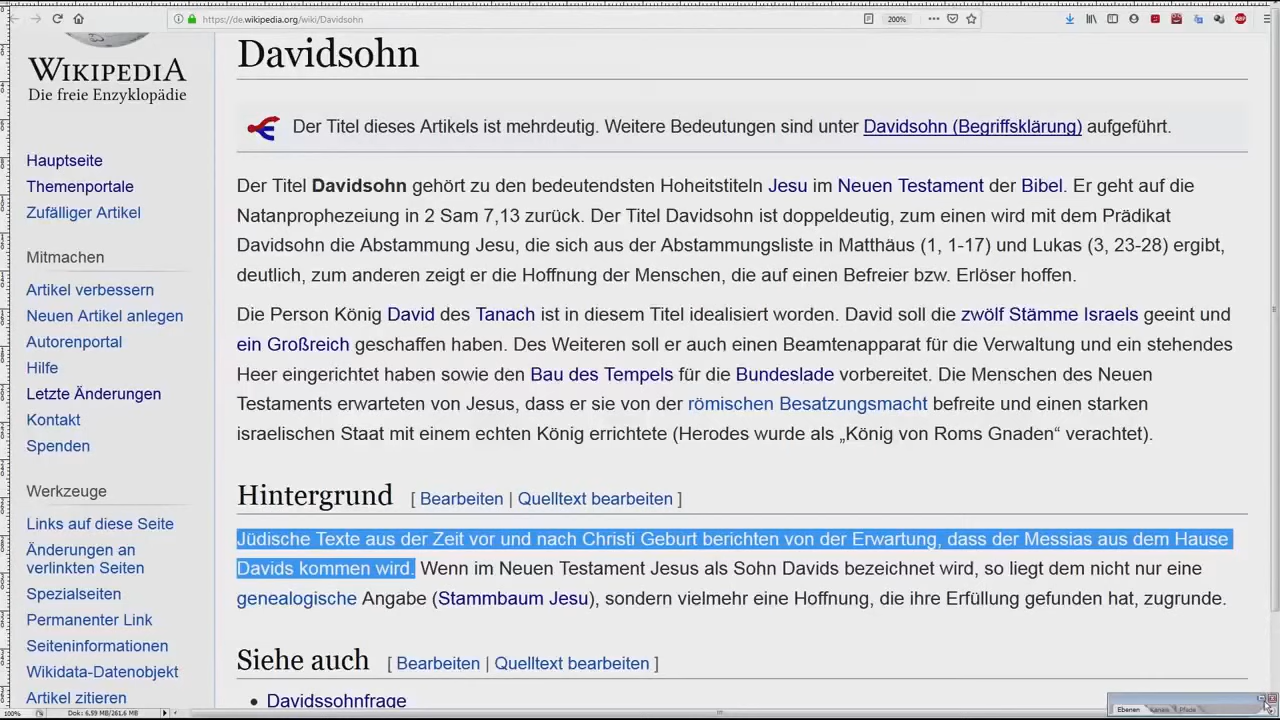 https://de.wikipedia.org/wiki/Davidsohn
200%
WIKIPEDIA
Die freie Enzyklopädie
Hauptseite
Themenportale
Zufälliger Artikel
Mitmachen
Artikel verbessern
Neuen Artikel anlegen
Autorenportal
Hilfe
Letzte Änderungen
Kontakt
Spenden
Werkzeuge
Links auf diese Seite
Änderungen an
verlinkten Seiten
Spezialseiten
Permanenter Link
Seiteninformationen
Wikidata-Datenobjekt
Artikel zitieren
Davidsohn
Der Titel dieses Artikels ist mehrdeutig. Weitere Bedeutungen sind unter Davidsohn (Begriffsklärung) aufgeführt.
Der Titel Davidsohn gehört zu den bedeutendsten Hoheitstiteln Jesu im Neuen Testament der Bibel. Er geht auf die
Natanprophezeiung in 2 Sam 7,13 zurück. Der Titel Davidsohn ist doppeldeutig, zum einen wird mit dem Prädikat
Davidsohn die Abstammung Jesu, die sich aus der Abstammungsliste in Matthäus (1, 1-17) und Lukas (3, 23-28) ergibt,
deutlich, zum anderen zeigt er die Hoffnung der Menschen, die auf einen Befreier bzw. Erlöser hoffen.
Die Person König David des Tanach ist in diesem Titel idealisiert worden. David soll die zwölf Stämme Israels geeint und
ein Großreich geschaffen haben. Des Weiteren soll er auch einen Beamtenapparat für die Verwaltung und ein stehendes
Heer eingerichtet haben sowie den Bau des Tempels für die Bundeslade vorbereitet. Die Menschen des Neuen
Testaments erwarteten von Jesus, dass er sie von der römischen Besatzungsmacht befreite und einen starken
israelischen Staat mit einem echten König errichtete (Herodes wurde als „König von Roms Gnaden“ verachtet).
Hintergrund [ Bearbeiten | Quelltext bearbeiten ]
Jüdische Texte aus der Zeit vor und nach Christi Geburt berichten von der Erwartung, dass der Messias aus dem Hause
Davids kommen wird. Wenn im Neuen Testament Jesus als Sohn Davids bezeichnet wird, so liegt dem nicht nur eine
genealogische Angabe (Stammbaum Jesu), sondern vielmehr eine Hoffnung, die ihre Erfüllung gefunden hat, zugrunde.
Siehe auch [ Bearbeiten | Quelltext bearbeiten ]
• Davidssohnfrage
100% Dok: 6.59 MB/261.6 MB
Ebenen Kanäle Pfade